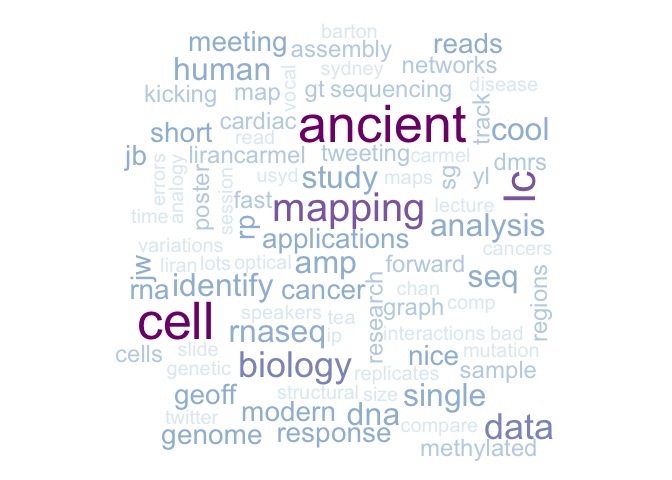 barton
meeting assembly reads
human sydney networks
kicking map vocal gt sequencing disease
cardiac ancient track cool
short read
jb lirancarmel tweeting carmel dmrs
errors analogy poster session usyd study maps sg yl lc
time fast rp mapping lecture analysis
variations applications cancers
jw liran lots optical amp forward seq
rna identify cancer research chan comp regions
cell speakers tea graph
rnaseq ip interactions bad
cells slide nice mutation
genetic biology replicates sample
geoff structural size single
twitter modern dna compare data
genome response methylated